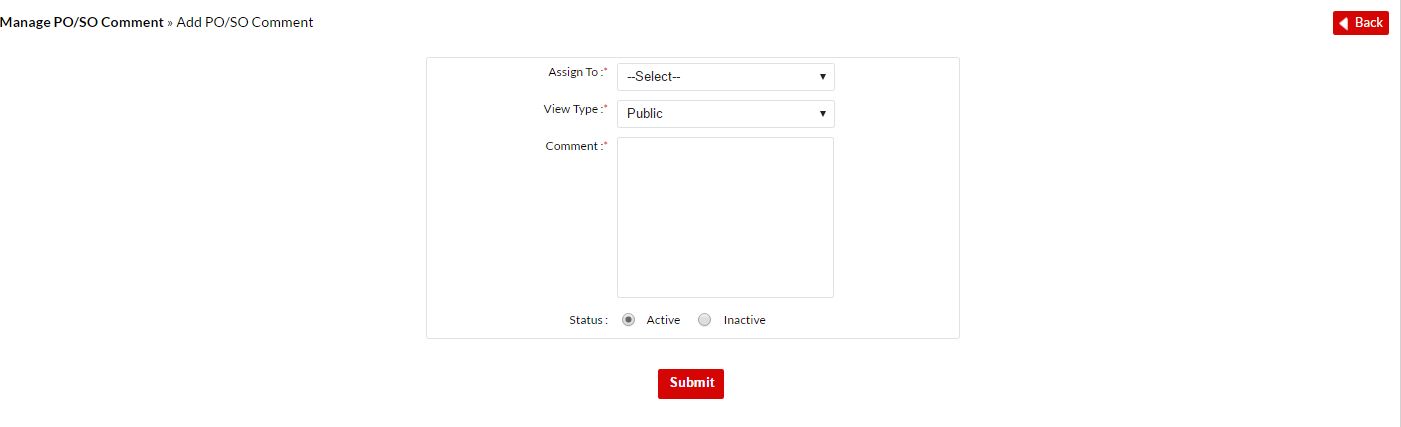 Manage PO/SO Comment » Add PO/SO Comment
Back
Assign To :* --Select--
View Type :* Public
Comment :*
Status : Active Inactive
Submit